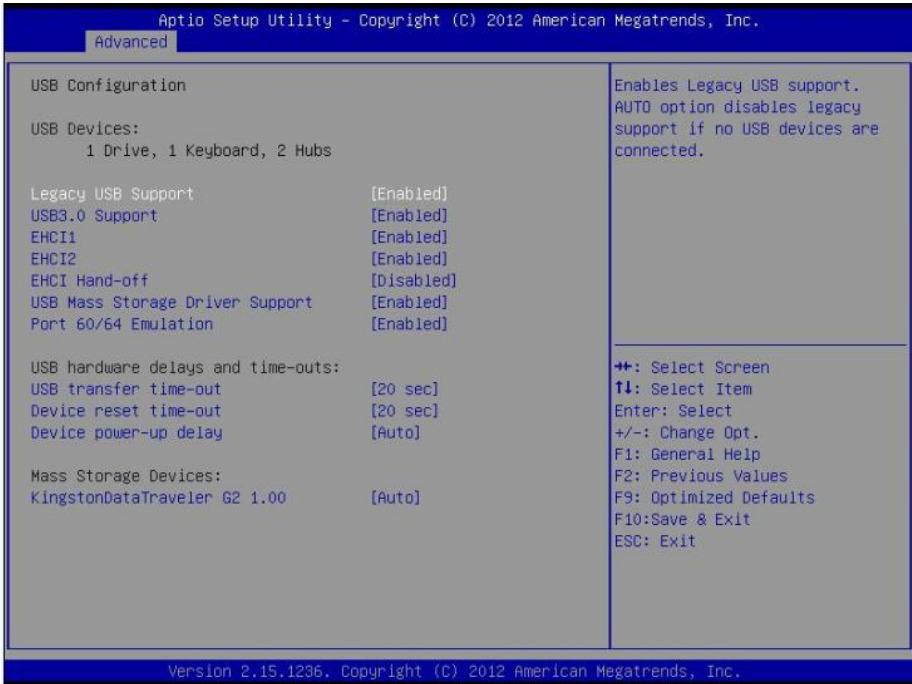 Aptio Setup Utility - Copyright (C) 2012 American Megatrends, Inc.
Advanced
USB Configuration
USB Devices:
1 Drive, 1 Keyboard, 2 Hubs
Legacy USB Support [Enabled]
USB3.0 Support [Enabled]
EHCI1 [Enabled]
EHCI2 [Enabled]
EHCI Hand-off [Disabled]
USB Mass Storage Driver Support [Enabled]
Port 60/64 Emulation [Enabled]
USB hardware delays and time-outs:
USB transfer time-out [20 sec]
Device reset time-out [20 sec]
Device power-up delay [Auto]
Mass Storage Devices:
KingstonDataTraveler G2 1.00 [Auto]
Enables Legacy USB support.
AUTO option disables legacy
support if no USB devices are
connected.
→←: Select Screen
↑↓: Select Item
Enter: Select
+/-: Change Opt.
F1: General Help
F2: Previous Values
F9: Optimized Defaults
F10:Save & Exit
ESC: Exit
Version 2.15.1236. Copyright (C) 2012 American Megatrends, Inc.